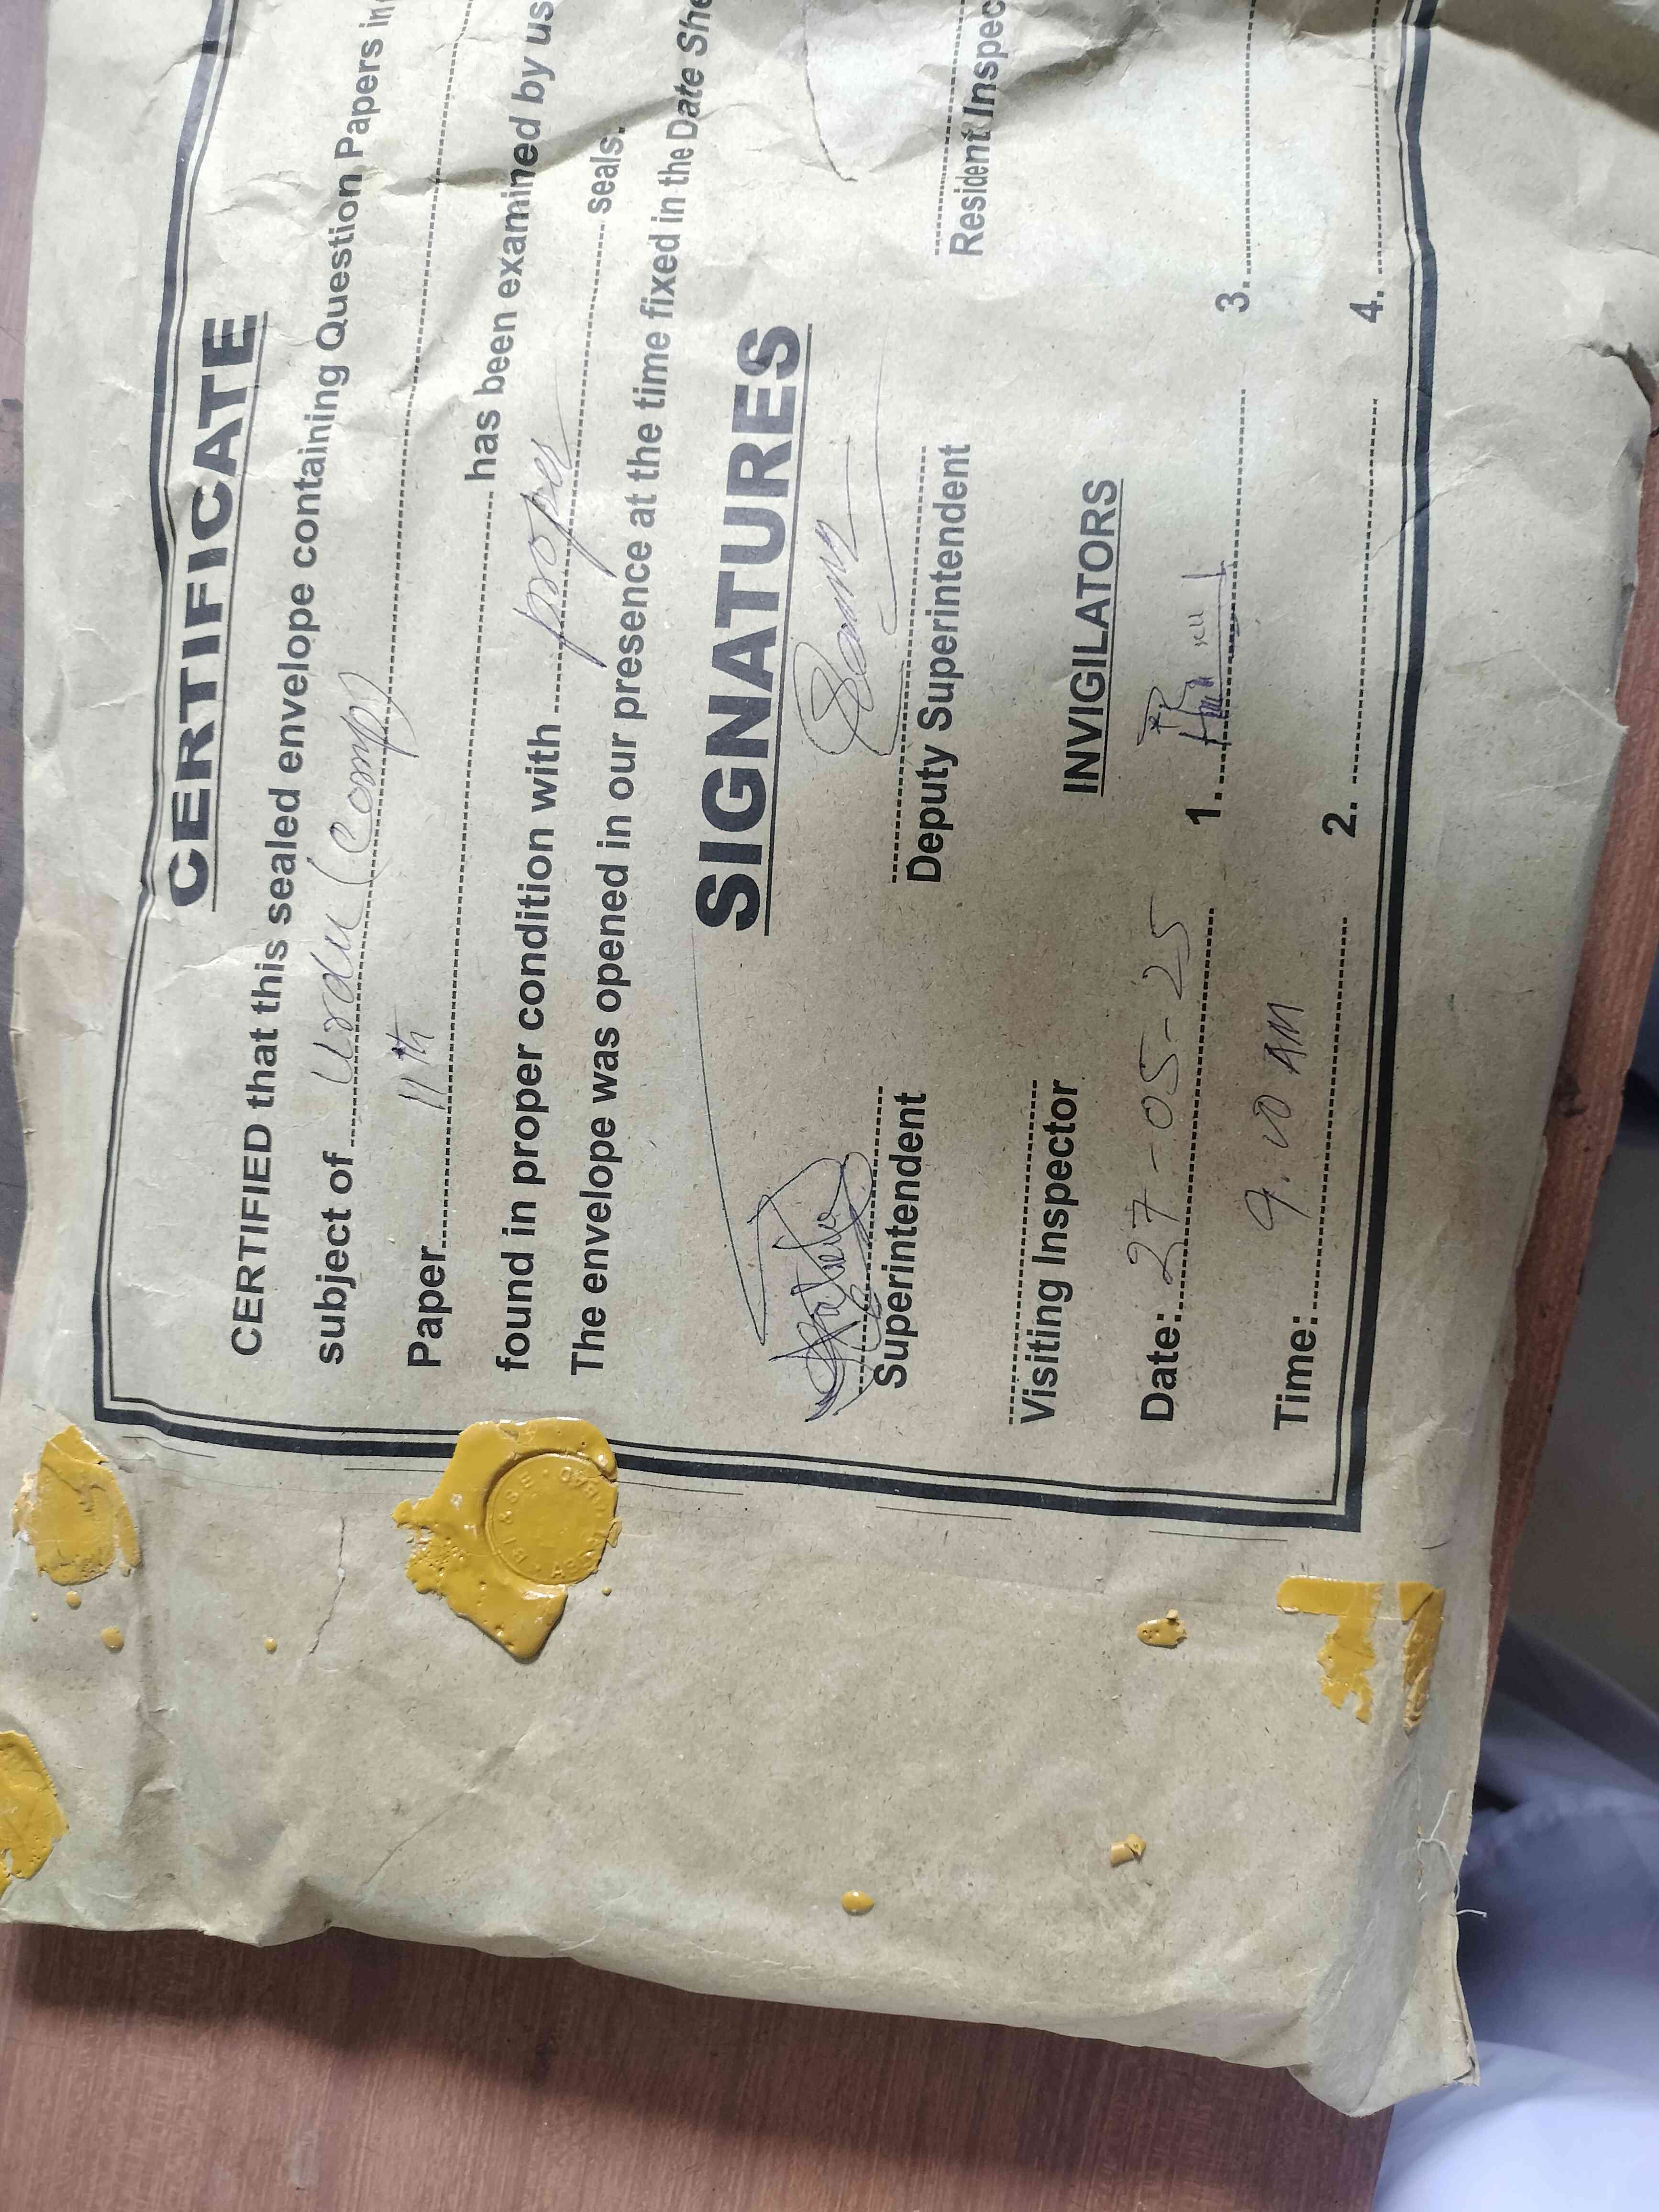 CERTIFICATE
CERTIFIED that this sealed envelope containing Question Papers in
subject of Urdu (comp)
Paper 11th has been examined by us
found in proper condition with proper seals.
The envelope was opened in our presence at the time fixed in the Date She
SIGNATURES
Superintendent Deputy Superintendent Resident Inspec
Visiting Inspector INVIGILATORS
Date: 27-05-25 1. 3.
Time: 9.00 AM 2. 4.
B I & S E